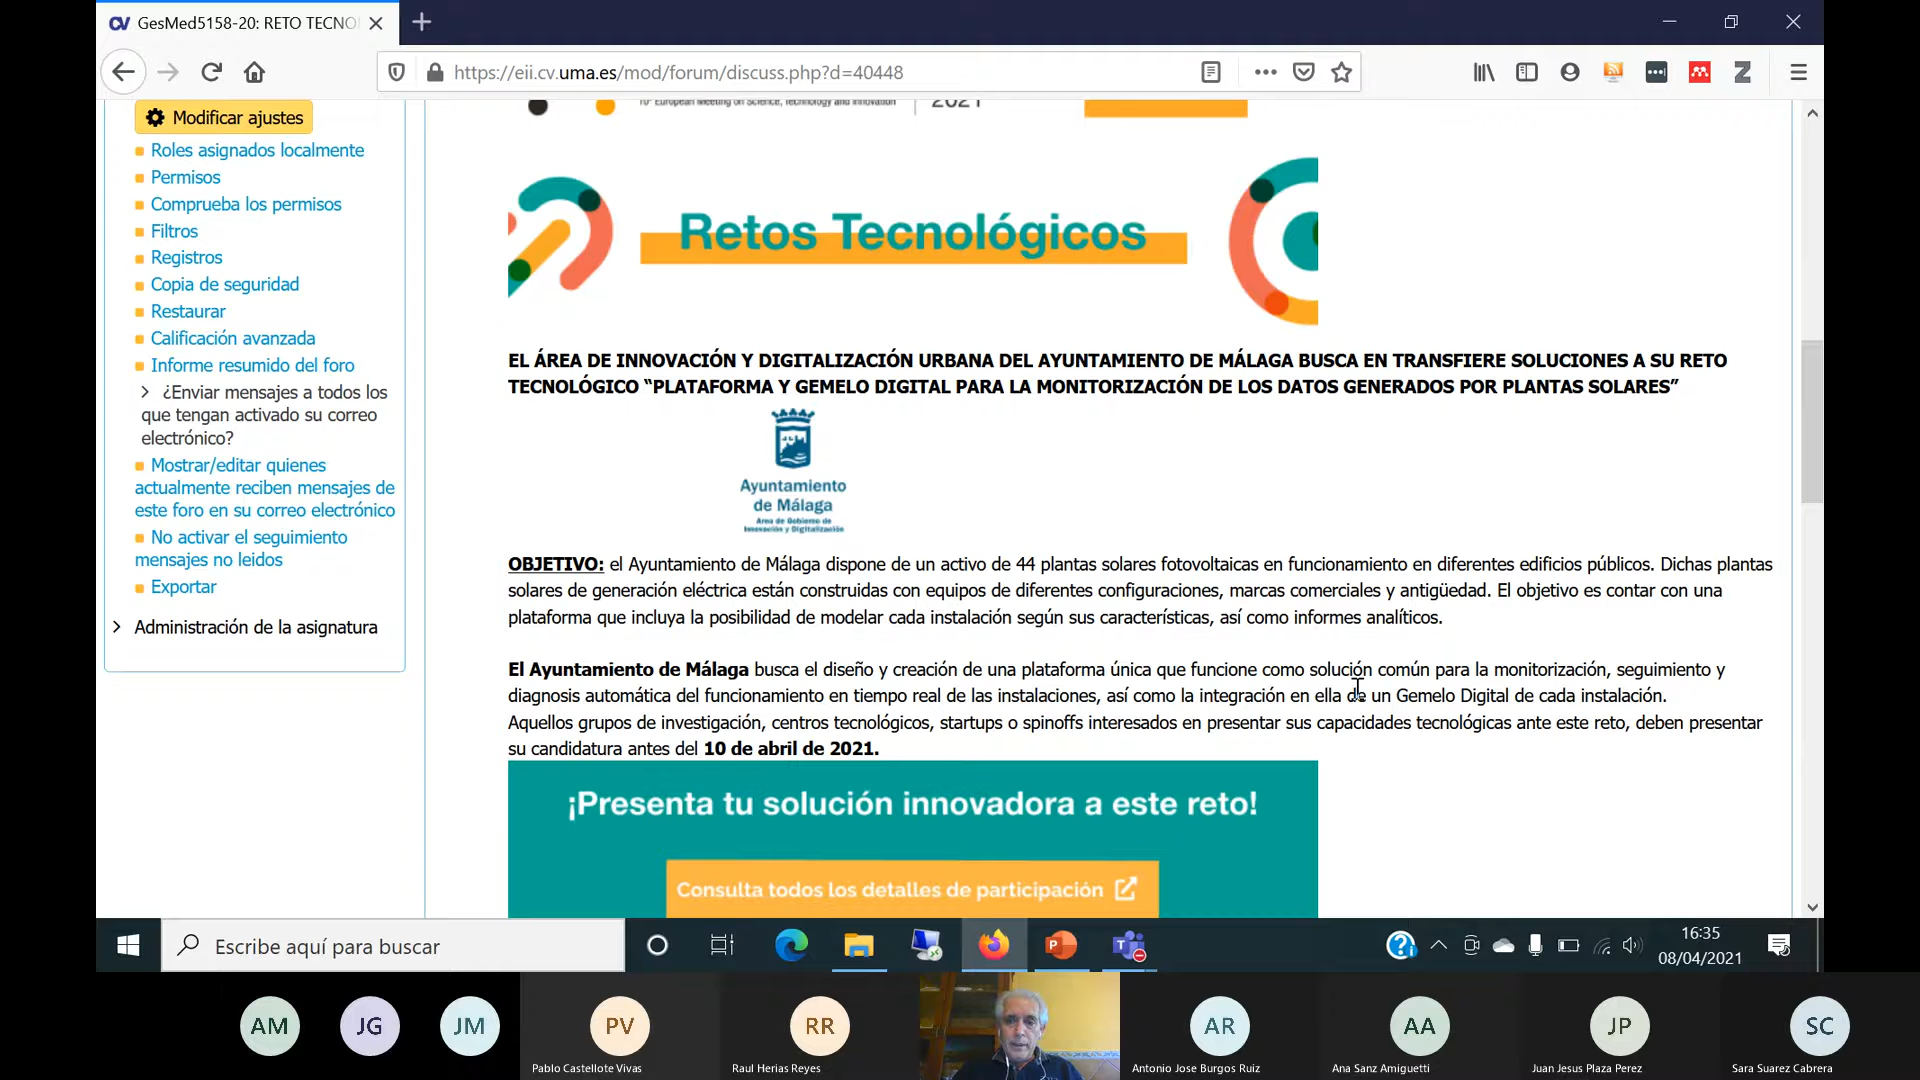 GesMed5158-20: RETO TECNO
https://eii.cv.uma.es/mod/forum/discuss.php?d=40448
Modificar ajustes
Roles asignados localmente
Permisos
Comprueba los permisos
Filtros
Registros
Copia de seguridad
Restaurar
Calificación avanzada
Informe resumido del foro
¿Enviar mensajes a todos los
que tengan activado su correo
electrónico?
Mostrar/editar quienes
actualmente reciben mensajes de
este foro en su correo electrónico
No activar el seguimiento
mensajes no leidos
Exportar
Administración de la asignatura
10º European Meeting on Science, Technology and Innovation
2021
Retos Tecnológicos
EL ÁREA DE INNOVACIÓN Y DIGITALIZACIÓN URBANA DEL AYUNTAMIENTO DE MÁLAGA BUSCA EN TRANSFIERE SOLUCIONES A SU RETO
TECNOLÓGICO “PLATAFORMA Y GEMELO DIGITAL PARA LA MONITORIZACIÓN DE LOS DATOS GENERADOS POR PLANTAS SOLARES”
Ayuntamiento
de Málaga
Área de Gobierno de
Innovación y Digitalización
OBJETIVO: el Ayuntamiento de Málaga dispone de un activo de 44 plantas solares fotovoltaicas en funcionamiento en diferentes edificios públicos. Dichas plantas
solares de generación eléctrica están construidas con equipos de diferentes configuraciones, marcas comerciales y antigüedad. El objetivo es contar con una
plataforma que incluya la posibilidad de modelar cada instalación según sus características, así como informes analíticos.
El Ayuntamiento de Málaga busca el diseño y creación de una plataforma única que funcione como solución común para la monitorización, seguimiento y
diagnosis automática del funcionamiento en tiempo real de las instalaciones, así como la integración en ella de un Gemelo Digital de cada instalación.
Aquellos grupos de investigación, centros tecnológicos, startups o spinoffs interesados en presentar sus capacidades tecnológicas ante este reto, deben presentar
su candidatura antes del 10 de abril de 2021.
¡Presenta tu solución innovadora a este reto!
Consulta todos los detalles de participación
Escribe aquí para buscar
16:35
08/04/2021
AM
JG
JM
PV
RR
AR
AA
JP
SC
Pablo Castellote Vivas
Raul Herias Reyes
Antonio Jose Burgos Ruiz
Ana Sanz Amiguetti
Juan Jesus Plaza Perez
Sara Suarez Cabrera